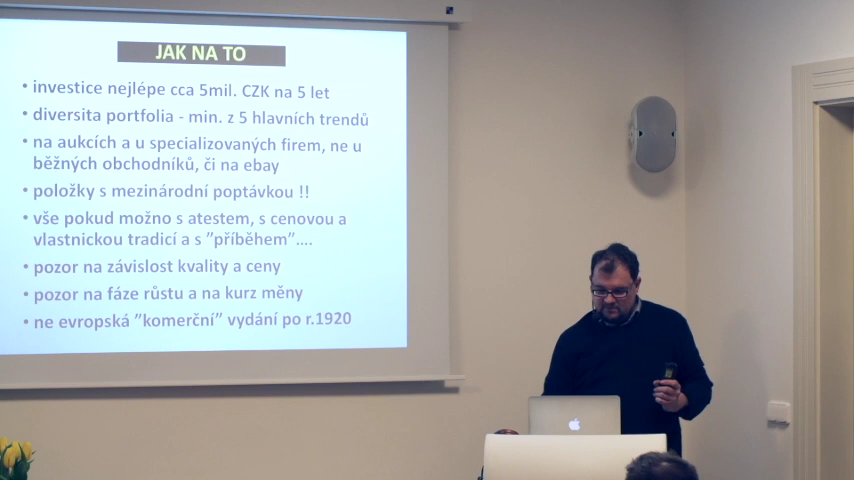 JAK NA TO
• investice nejlépe cca 5mil. CZK na 5 let
• diversita portfolia - min. z 5 hlavních trendů
• na aukcích a u specializovaných firem, ne u
běžných obchodníků, či na ebay
• položky s mezinárodní poptávkou !!
• vše pokud možno s atestem, s cenovou a
vlastnickou tradicí a s ”příběhem”....
• pozor na závislost kvality a ceny
• pozor na fáze růstu a na kurz měny
• ne evropská ”komerční” vydání po r.1920